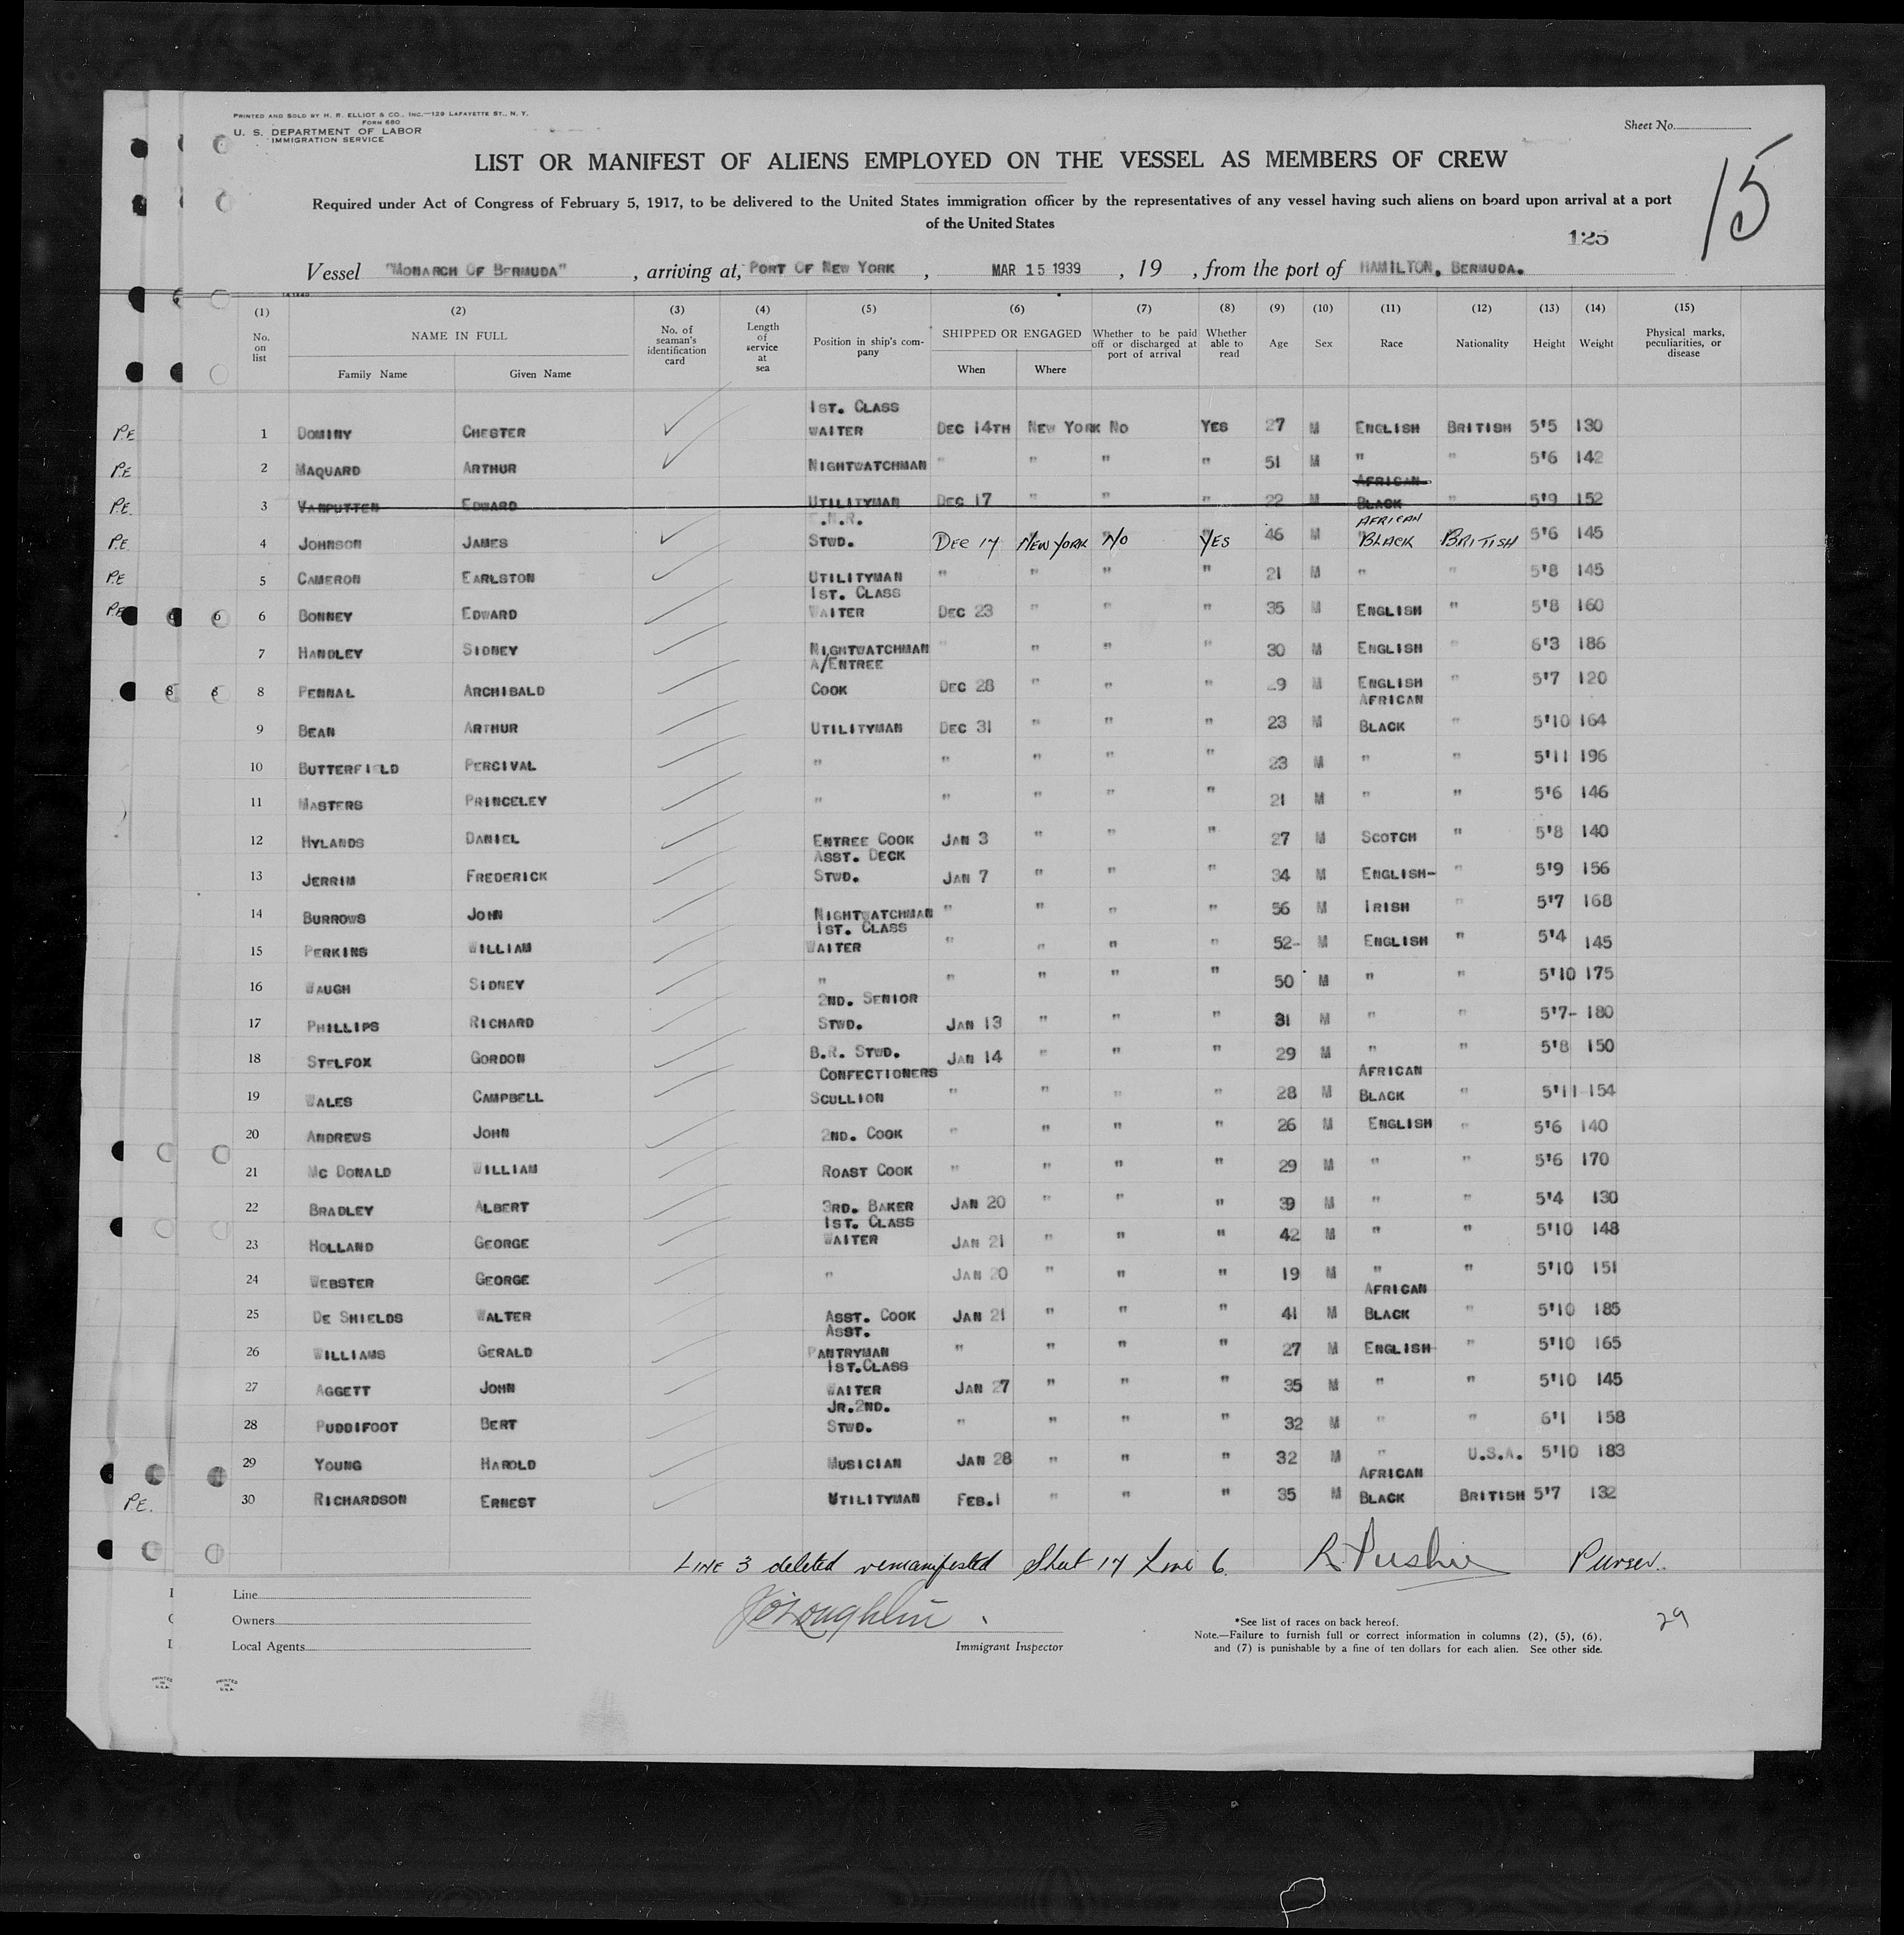 PRINTED AND SOLD BY H. R. ELLIOT & CO., INC.—129 LAFAYETTE ST., N. Y.
FORM 680
U. S. DEPARTMENT OF LABOR
IMMIGRATION SERVICE
Sheet No.
15
LIST OR MANIFEST OF ALIENS EMPLOYED ON THE VESSEL AS MEMBERS OF CREW
Required under Act of Congress of February 5, 1917, to be delivered to the United States immigration officer by the representatives of any vessel having such aliens on board upon arrival at a port
of the United States
125
Vessel "MONARCH OF BERMUDA", arriving at, PORT OF NEW YORK, MAR 15 1939, 19 , from the port of HAMILTON, BERMUDA.
(1) (2) (3) (4) (5) (6) (7) (8) (9) (10) (11) (12) (13) (14) (15)
No. on list NAME IN FULL Family Name Given Name No. of seaman's identification card Length of service at sea Position in ship's company SHIPPED OR ENGAGED When Where Whether to be paid off or discharged at port of arrival Whether able to read Age Sex Race Nationality Height Weight Physical marks, peculiarities, or disease
P.E. 1 DOMINY CHESTER 1ST. CLASS WAITER DEC 14TH NEW YORK NO YES 27 M ENGLISH BRITISH 5'5 130
P.E. 2 MAQUARD ARTHUR NIGHTWATCHMAN " " " " 51 M " " 5'6 142
P.E. 3 VANPUTTEN EDWARD UTILITYMAN DEC 17 " " " 22 M AFRICAN BLACK " 5'9 152
P.E. 4 JOHNSON JAMES .M.R. STWD. DEC 17 NEW YORK NO YES 46 M AFRICAN BLACK BRITISH 5'6 145
P.E. 5 CAMERON EARLSTON UTILITYMAN " " " " 21 M " " 5'8 145
P.E. 6 BONNEY EDWARD 1ST. CLASS WAITER DEC 23 " " " 35 M ENGLISH " 5'8 160
7 HANDLEY SIDNEY NIGHTWATCHMAN " " " " 30 M ENGLISH " 6'3 186
8 PENNAL ARCHIBALD A/ENTREE COOK DEC 28 " " " 29 M ENGLISH " 5'7 120
9 BEAN ARTHUR UTILITYMAN DEC 31 " " " 23 M AFRICAN BLACK " 5'10 164
10 BUTTERFIELD PERCIVAL " " " " " 23 M " " 5'11 196
11 MASTERS PRINCELEY " " " " " 21 M " " 5'6 146
12 HYLANDS DANIEL ENTREE COOK JAN 3 " " " 27 M SCOTCH " 5'8 140
13 JERRIM FREDERICK ASST. DECK STWD. JAN 7 " " " 34 M ENGLISH- " 5'9 156
14 BURROWS JOHN NIGHTWATCHMAN " " " " 56 M IRISH " 5'7 168
15 PERKINS WILLIAM 1ST. CLASS WAITER " " " " 52- M ENGLISH " 5'4 145
16 WAUGH SIDNEY " " " " " 50 M " " 5'10 175
17 PHILLIPS RICHARD 2ND. SENIOR STWD. JAN 13 " " " 31 M " " 5'7- 180
18 STELFOX GORDON B.R. STWD. JAN 14 " " " 29 M " " 5'8 150
19 WALES CAMPBELL CONFECTIONERS SCULLION " " " " 28 M AFRICAN BLACK " 5'11 154
20 ANDREWS JOHN 2ND. COOK " " " " 26 M ENGLISH " 5'6 140
21 MC DONALD WILLIAM ROAST COOK " " " " 29 M " " 5'6 170
22 BRADLEY ALBERT 3RD. BAKER JAN 20 " " " 39 M " " 5'4 130
23 HOLLAND GEORGE 1ST. CLASS WAITER JAN 21 " " " 42 M " " 5'10 148
24 WEBSTER GEORGE " JAN 20 " " " 19 M " " 5'10 151
25 DE SHIELDS WALTER ASST. COOK JAN 21 " " " 41 M AFRICAN BLACK " 5'10 185
26 WILLIAMS GERALD ASST. PANTRYMAN " " " " 27 M ENGLISH " 5'10 165
27 AGGETT JOHN 1ST.CLASS WAITER JAN 27 " " " 35 M " " 5'10 145
28 PUDDIFOOT BERT JR.2ND. STWD. " " " " 32 M " " 6'1 158
29 YOUNG HAROLD MUSICIAN JAN 28 " " " 32 M " U.S.A. 5'10 183
P.E. 30 RICHARDSON ERNEST UTILITYMAN FEB.1 " " " 35 M AFRICAN BLACK BRITISH 5'7 132
LINE 3 deleted remanifested Sheet 17 Line 6. R. Pushie Purser.
Line
Owners
Local Agents
J O'Loughlin
Immigrant Inspector
*See list of races on back hereof.
Note.—Failure to furnish full or correct information in columns (2), (5), (6),
and (7) is punishable by a fine of ten dollars for each alien. See other side.
29
PRINTED IN U.S.A.
PRINTED IN U.S.A.